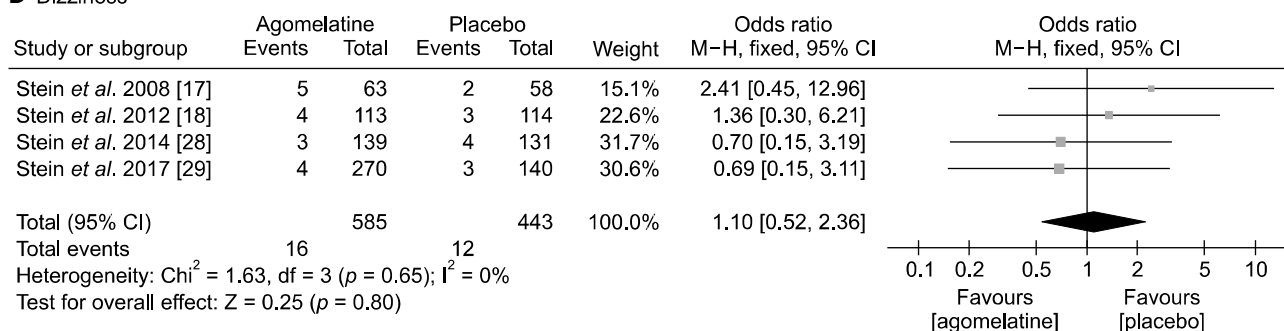 D Dizziness
Agomelatine Placebo Odds ratio Odds ratio
Study or subgroup Events Total Events Total Weight M−H, fixed, 95% CI M−H, fixed, 95% CI
Stein et al. 2008 [17] 5 63 2 58 15.1% 2.41 [0.45, 12.96]
Stein et al. 2012 [18] 4 113 3 114 22.6% 1.36 [0.30, 6.21]
Stein et al. 2014 [28] 3 139 4 131 31.7% 0.70 [0.15, 3.19]
Stein et al. 2017 [29] 4 270 3 140 30.6% 0.69 [0.15, 3.11]
Total (95% CI) 585 443 100.0% 1.10 [0.52, 2.36]
Total events 16 12
Heterogeneity: Chi² = 1.63, df = 3 (p = 0.65); I² = 0%
Test for overall effect: Z = 0.25 (p = 0.80)
0.1 0.2 0.5 1 2 5 10
Favours Favours
[agomelatine] [placebo]